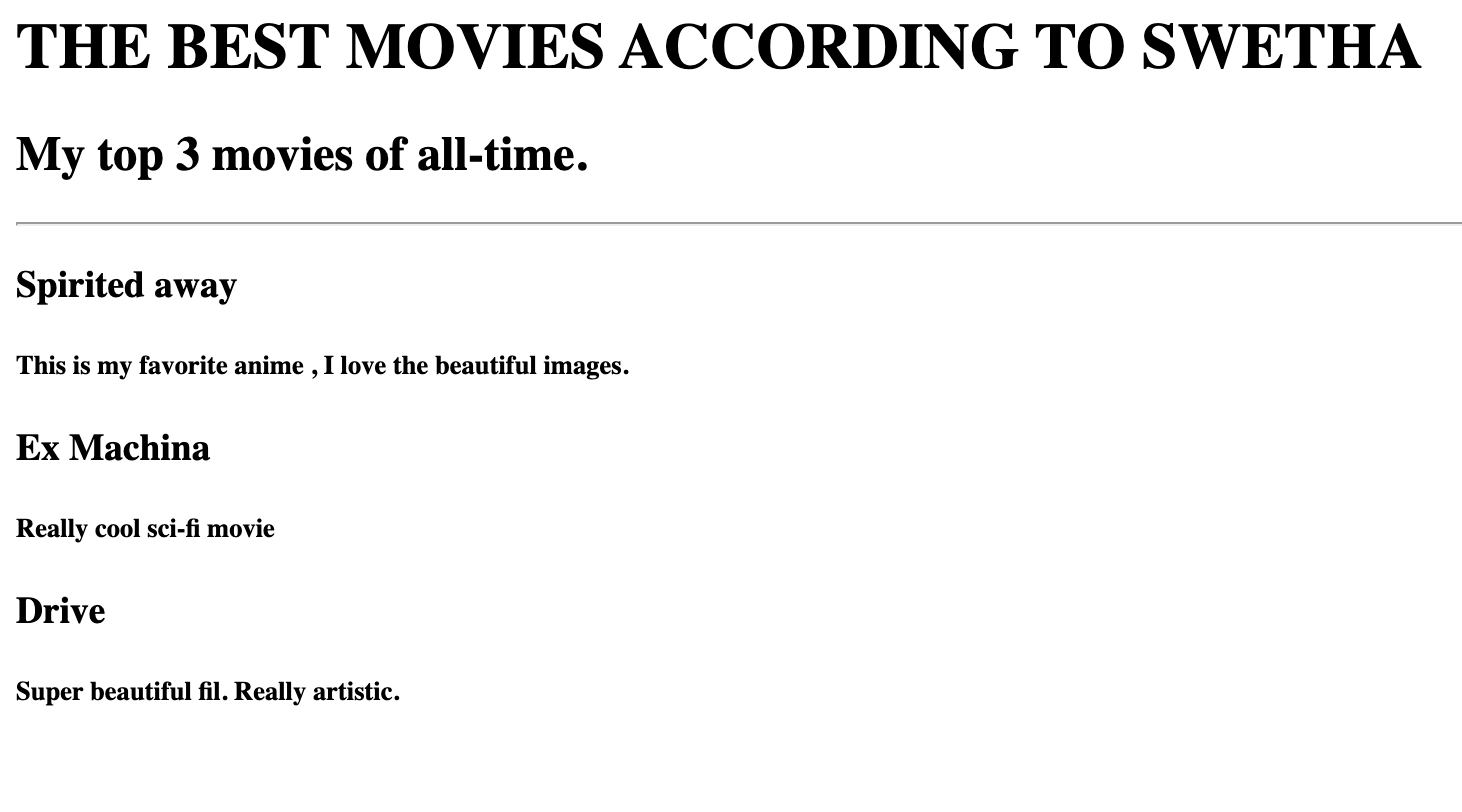 THE BEST MOVIES ACCORDING TO SWETHA
My top 3 movies of all-time.
Spirited away
This is my favorite anime , I love the beautiful images.
Ex Machina
Really cool sci-fi movie
Drive
Super beautiful fil. Really artistic.